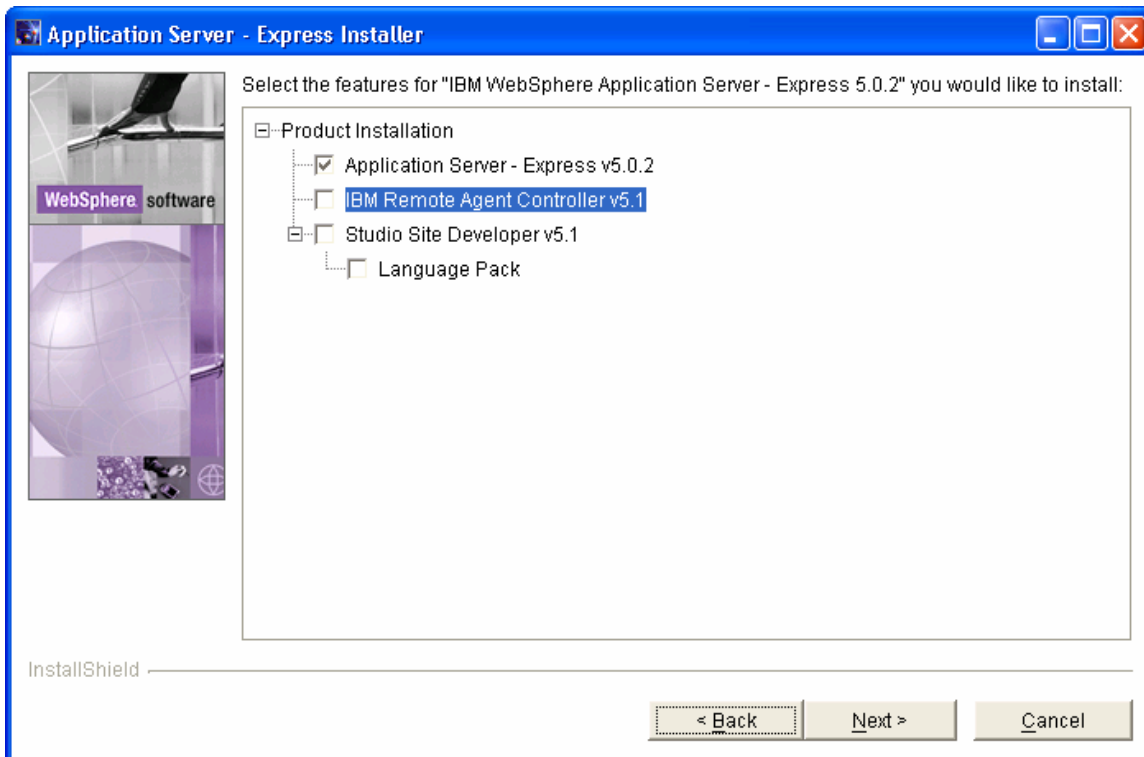 Application Server - Express Installer
Select the features for "IBM WebSphere Application Server - Express 5.0.2" you would like to install:
Product Installation
Application Server - Express v5.0.2
IBM Remote Agent Controller v5.1
Studio Site Developer v5.1
Language Pack
WebSphere software
InstallShield
< Back
Next >
Cancel